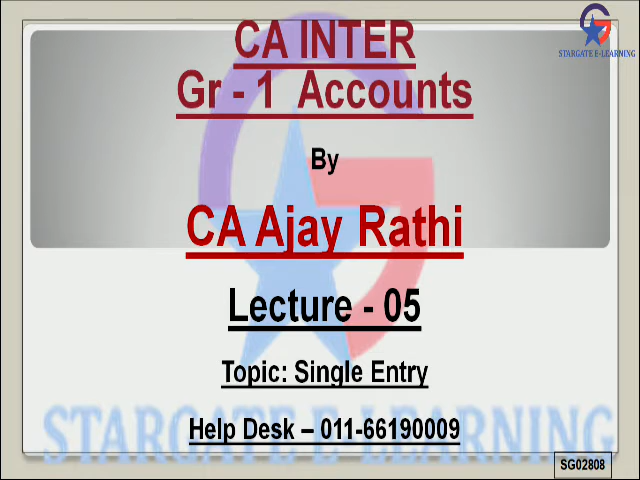 CA INTER
STARGATE E-LEARNING
Gr - 1 Accounts
By
CA Ajay Rathi
Lecture - 05
Topic: Single Entry
STARGATE E-LEARNING
Help Desk – 011-66190009
SG02808